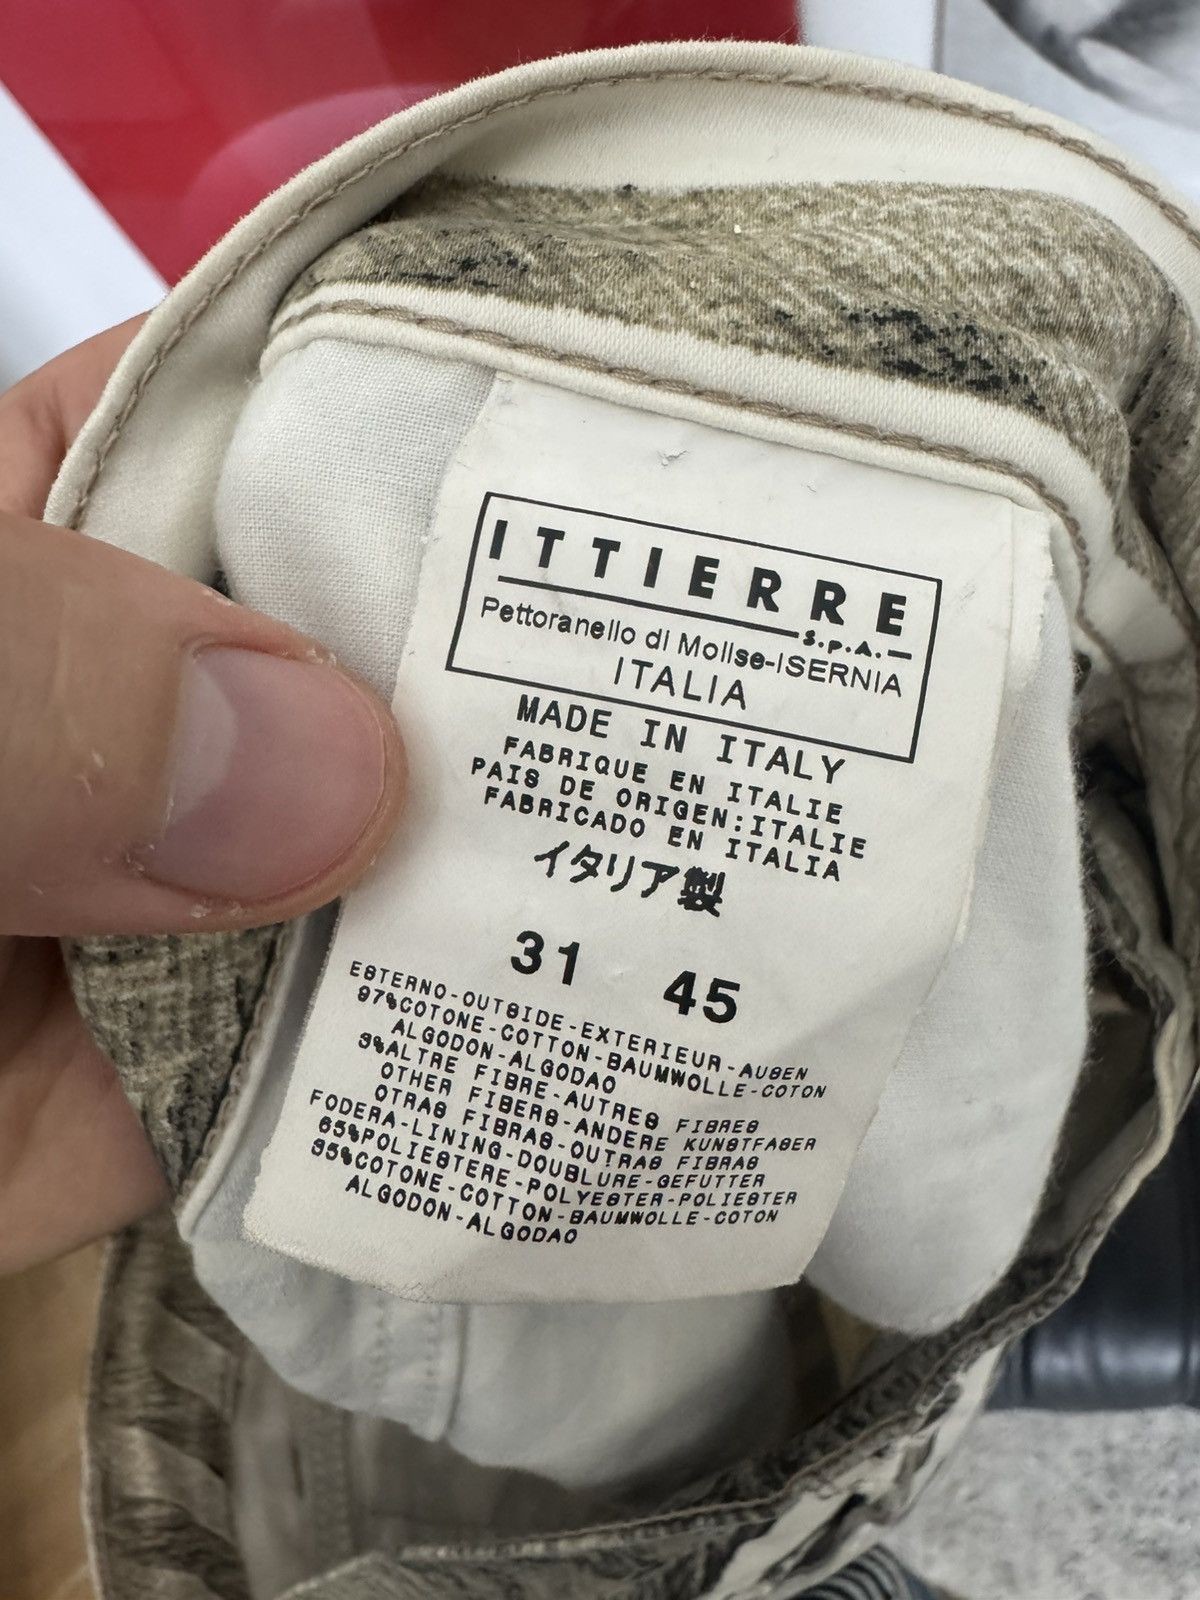 ITTIERRE
S.p.A.
Pettoranello di Molise-ISERNIA
ITALIA
MADE IN ITALY
FABRIQUE EN ITALIE
PAIS DE ORIGEN:ITALIE
FABRICADO EN ITALIA
イタリア製
31 45
ESTERNO-OUTSIDE-EXTERIEUR-AUSEN
97%COTONE-COTTON-BAUMWOLLE-COTON
ALGODON-ALGODAO
3%ALTRE FIBRE-AUTRES FIBRES
OTHER FIBERS-ANDERE KUNSTFASER
OTRAS FIBRAS-OUTRAS FIBRAS
FODERA-LINING-DOUBLURE-GEFUTTER
65%POLIESTERE-POLYESTER-POLIESTER
35%COTONE-COTTON-BAUMWOLLE-COTON
ALGODON-ALGODAO